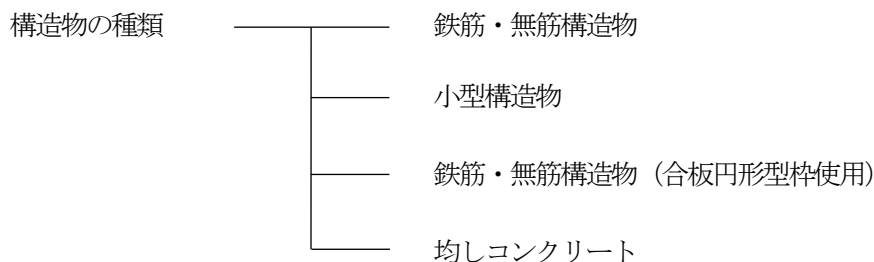 構造物の種類
鉄筋・無筋構造物
小型構造物
鉄筋・無筋構造物（合板円形型枠使用）
均しコンクリート